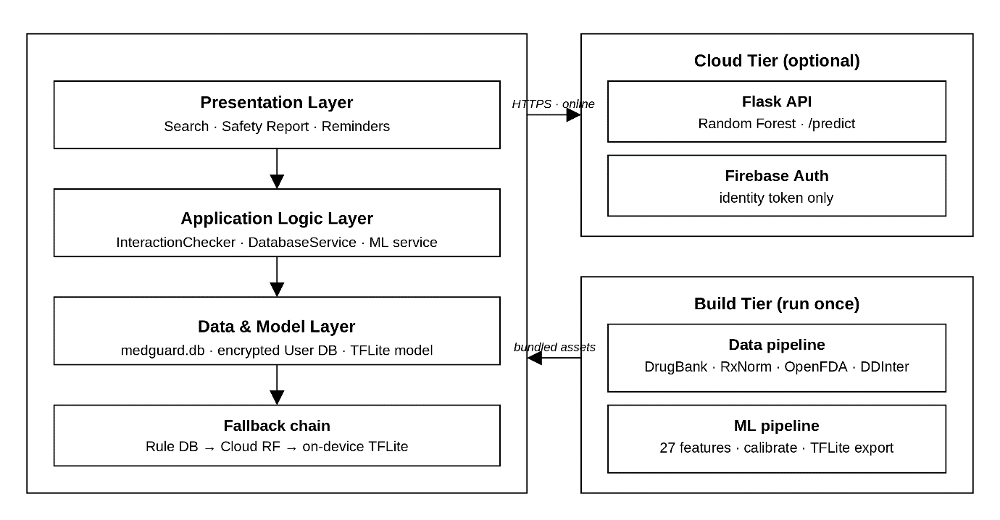 Presentation Layer
Search · Safety Report · Reminders
Application Logic Layer
InteractionChecker · DatabaseService · ML service
Data & Model Layer
medguard.db · encrypted User DB · TFLite model
Fallback chain
Rule DB → Cloud RF → on-device TFLite
HTTPS · online
bundled assets
Cloud Tier (optional)
Flask API
Random Forest · /predict
Firebase Auth
identity token only
Build Tier (run once)
Data pipeline
DrugBank · RxNorm · OpenFDA · DDInter
ML pipeline
27 features · calibrate · TFLite export